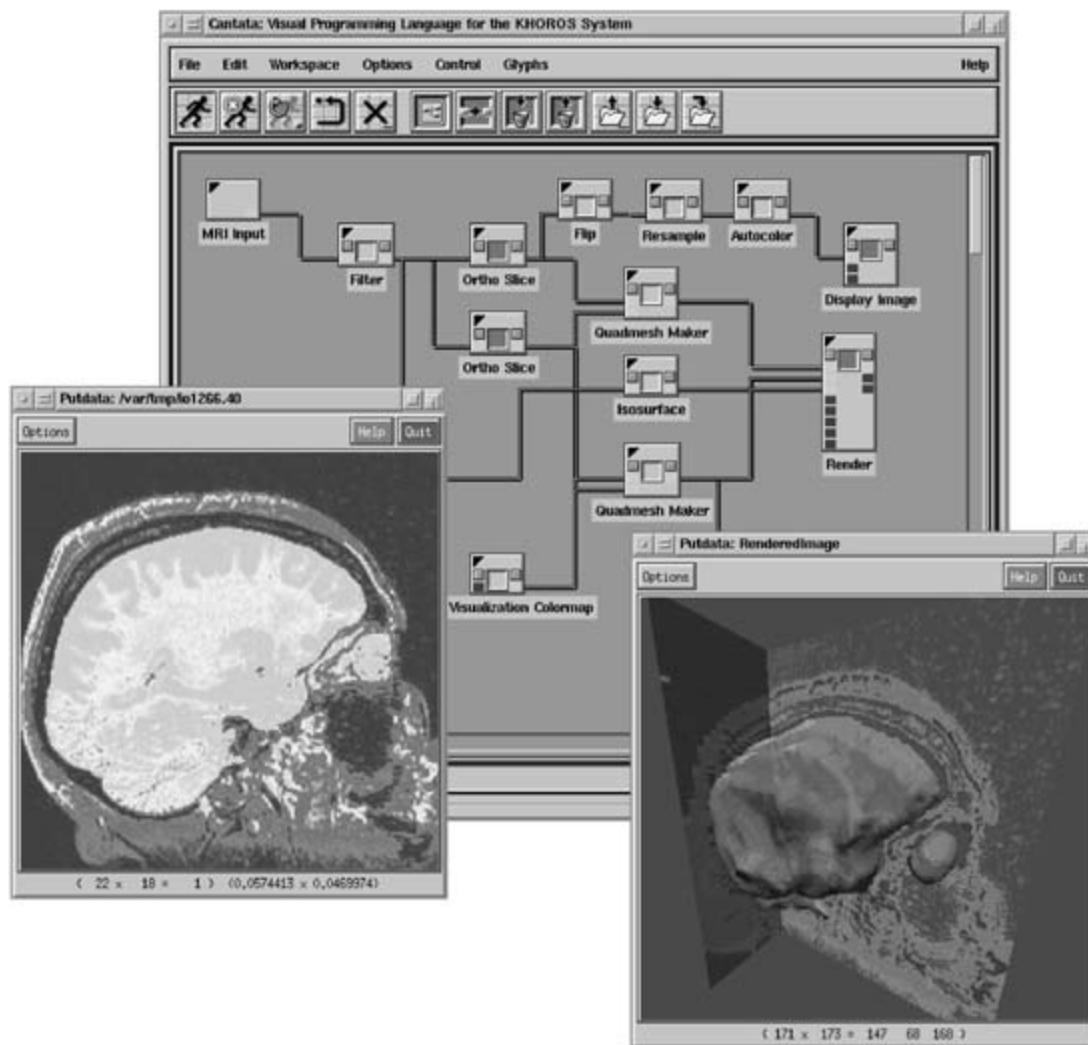 Cantata: Visual Programming Language for the KHOROS System
File Edit Workspace Options Control Glyphs Help
MRI Input
Filter
Ortho Slice
Flip
Resample
Autocolor
Display Image
Quadmesh Maker
Ortho Slice
Isosurface
Render
Quadmesh Maker
Visualization Colormap
Putdata: /var/tmp/io1266.40
Options Help Quit
( 22 x 18 = 1 ) (0.0574413 x 0.0469974)
Putdata: RenderedImage
Options Help Quit
( 171 x 173 = 147 68 168 )